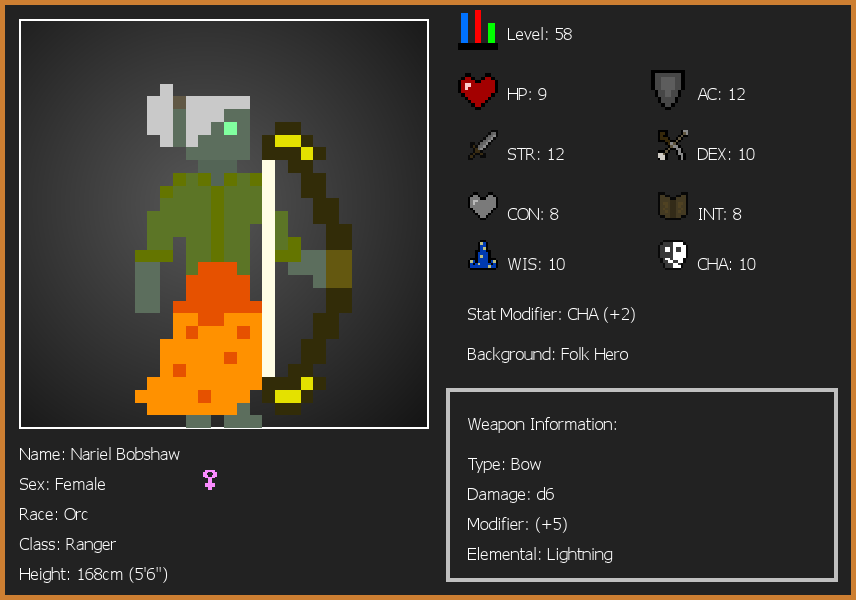 Level: 58
HP: 9
AC: 12
STR: 12
DEX: 10
CON: 8
INT: 8
WIS: 10
CHA: 10
Stat Modifier: CHA (+2)
Background: Folk Hero
Weapon Information:
Type: Bow
Damage: d6
Modifier: (+5)
Elemental: Lightning
Name: Nariel Bobshaw
Sex: Female
Race: Orc
Class: Ranger
Height: 168cm (5'6")